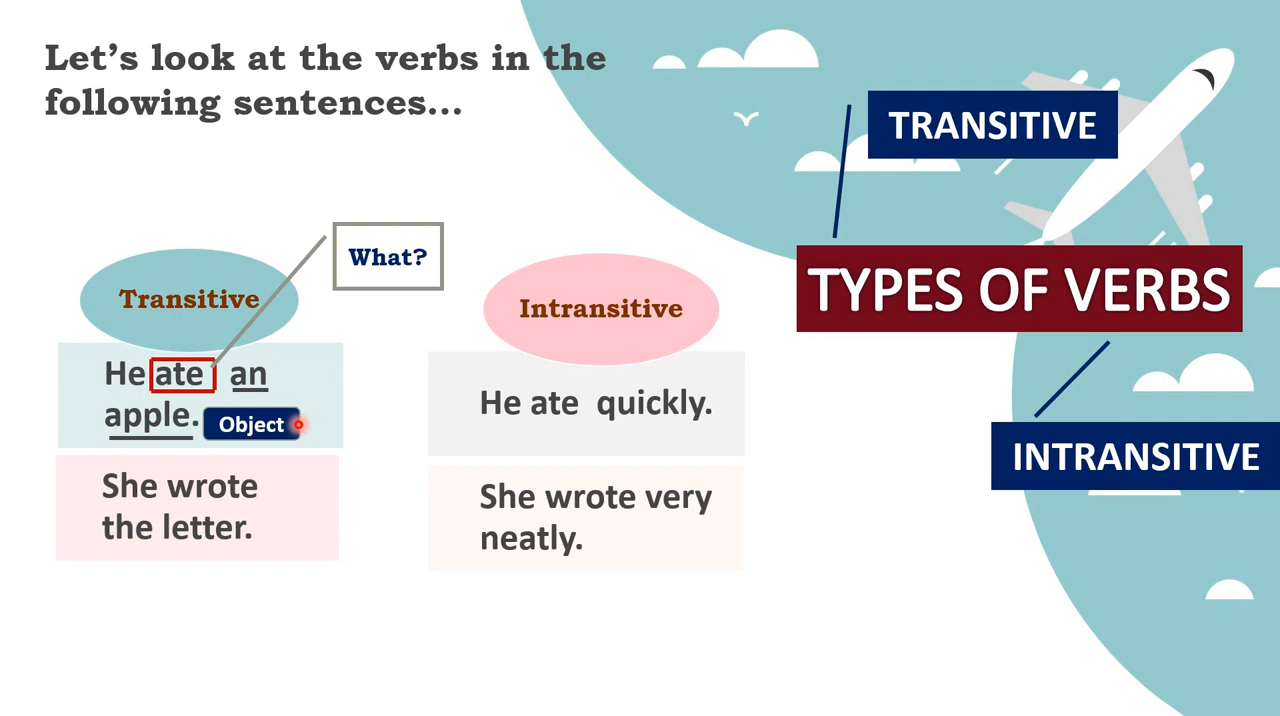 Let’s look at the verbs in the
following sentences...
TRANSITIVE
TYPES OF VERBS
INTRANSITIVE
What?
Transitive
He ate an
apple.
Object
She wrote
the letter.
Intransitive
He ate quickly.
She wrote very
neatly.